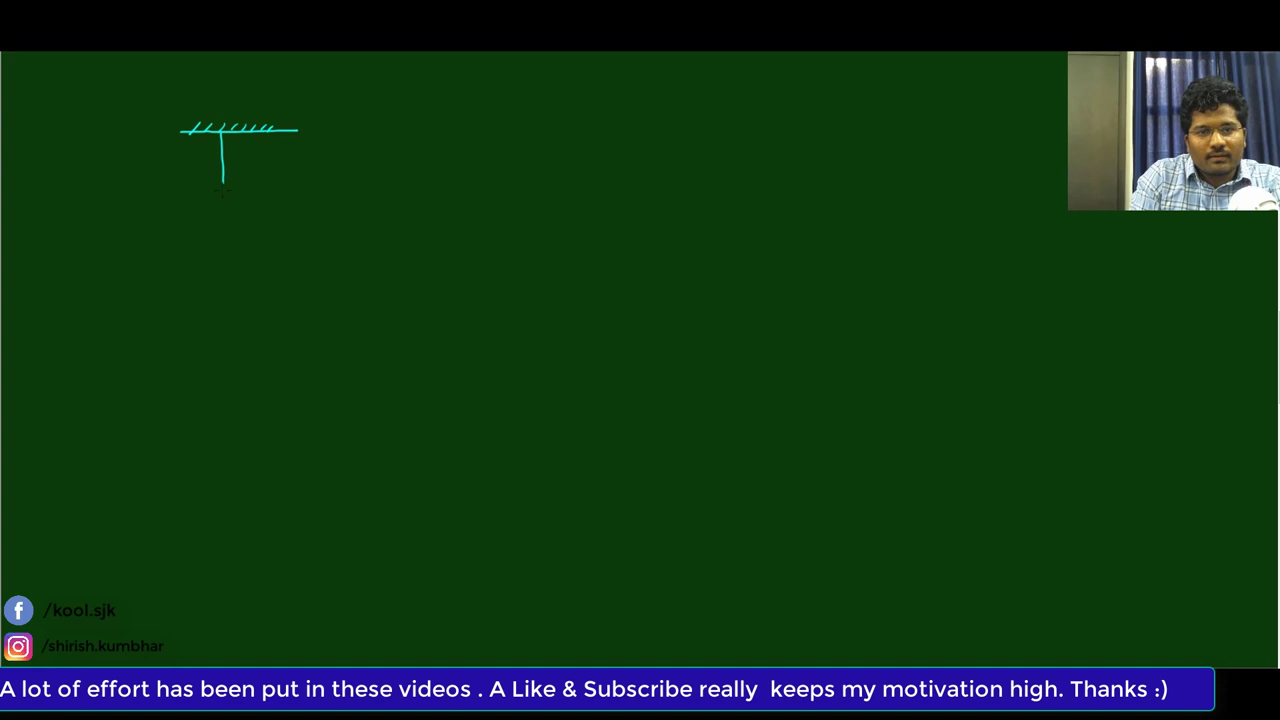 /kool.sjk
/shirish.kumbhar
A lot of effort has been put in these videos . A Like & Subscribe really keeps my motivation high. Thanks :)